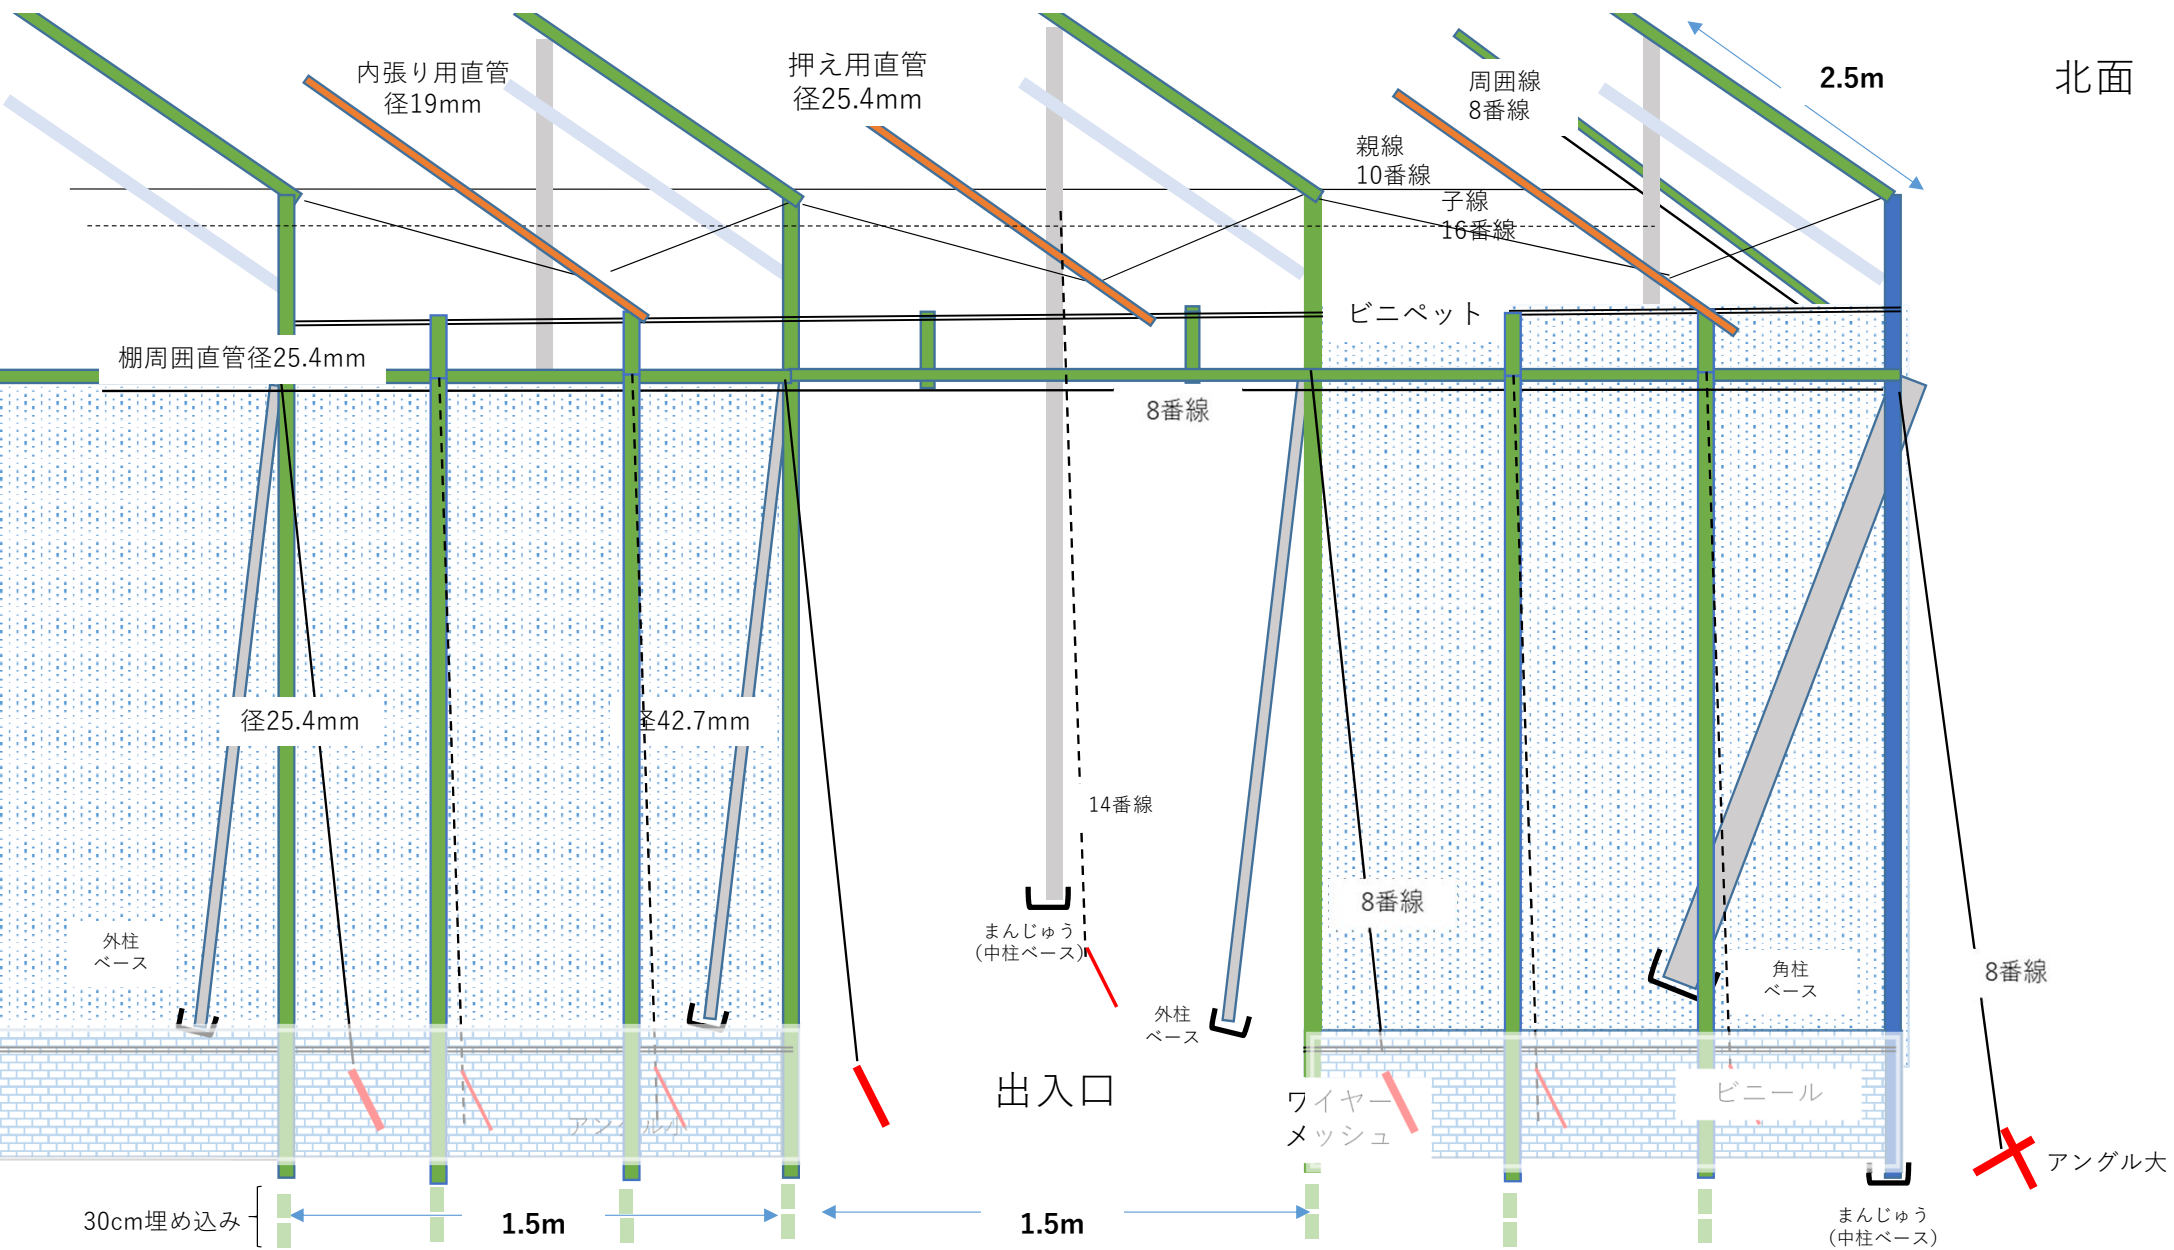 内張り用直管
径19mm
押え用直管
径25.4mm
周囲線
8番線
2.5m
北面
親線
10番線
子線
16番線
ビニペット
棚周囲直管径25.4mm
8番線
径25.4mm
径42.7mm
14番線
8番線
外柱
ベース
まんじゅう
(中柱ベース)
角柱
ベース
8番線
外柱
ベース
出入口
ワイヤー
メッシュ
ビニール
アングル小
アングル大
30cm埋め込み
1.5m
1.5m
まんじゅう
(中柱ベース)